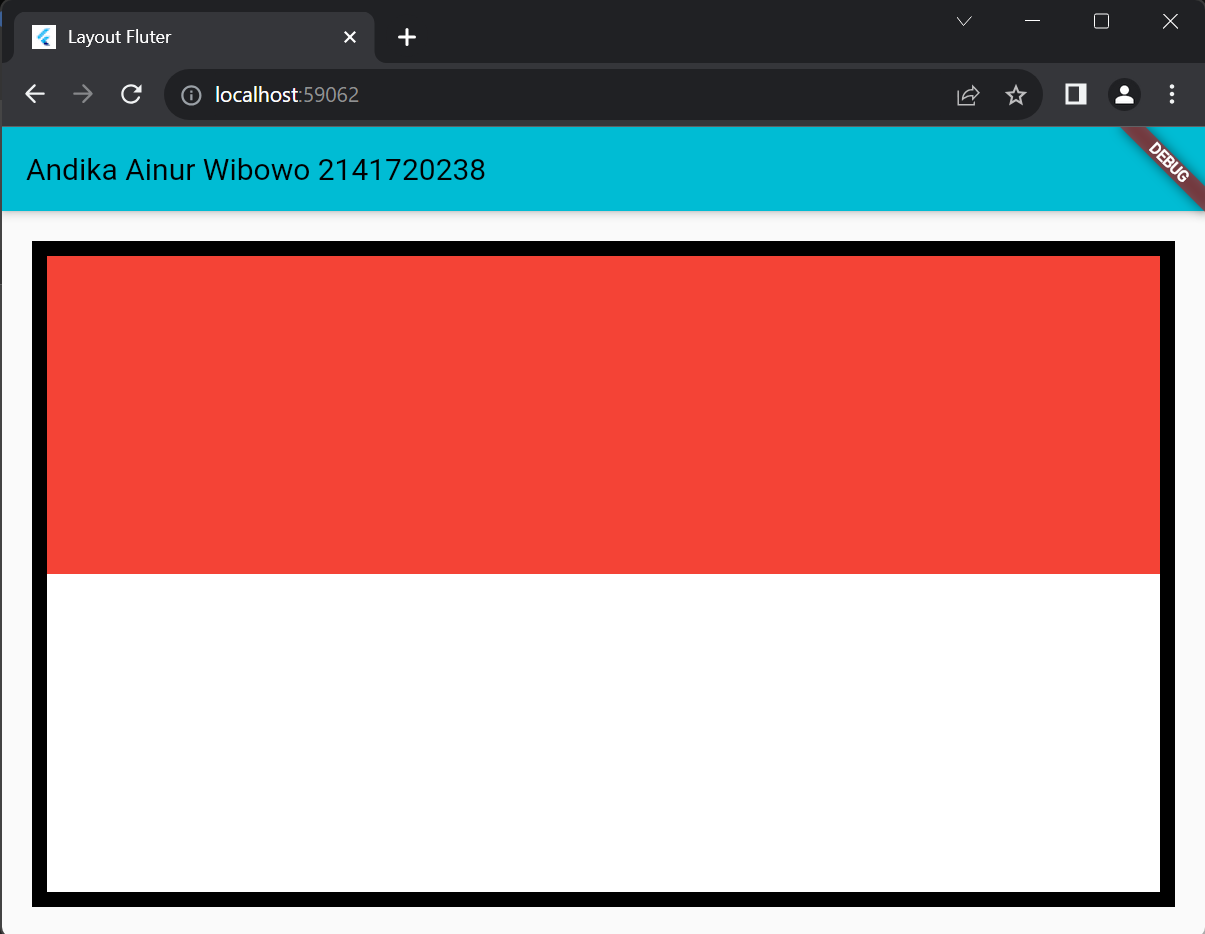 Layout Fluter
localhost:59062
Andika Ainur Wibowo 2141720238
DEBUG